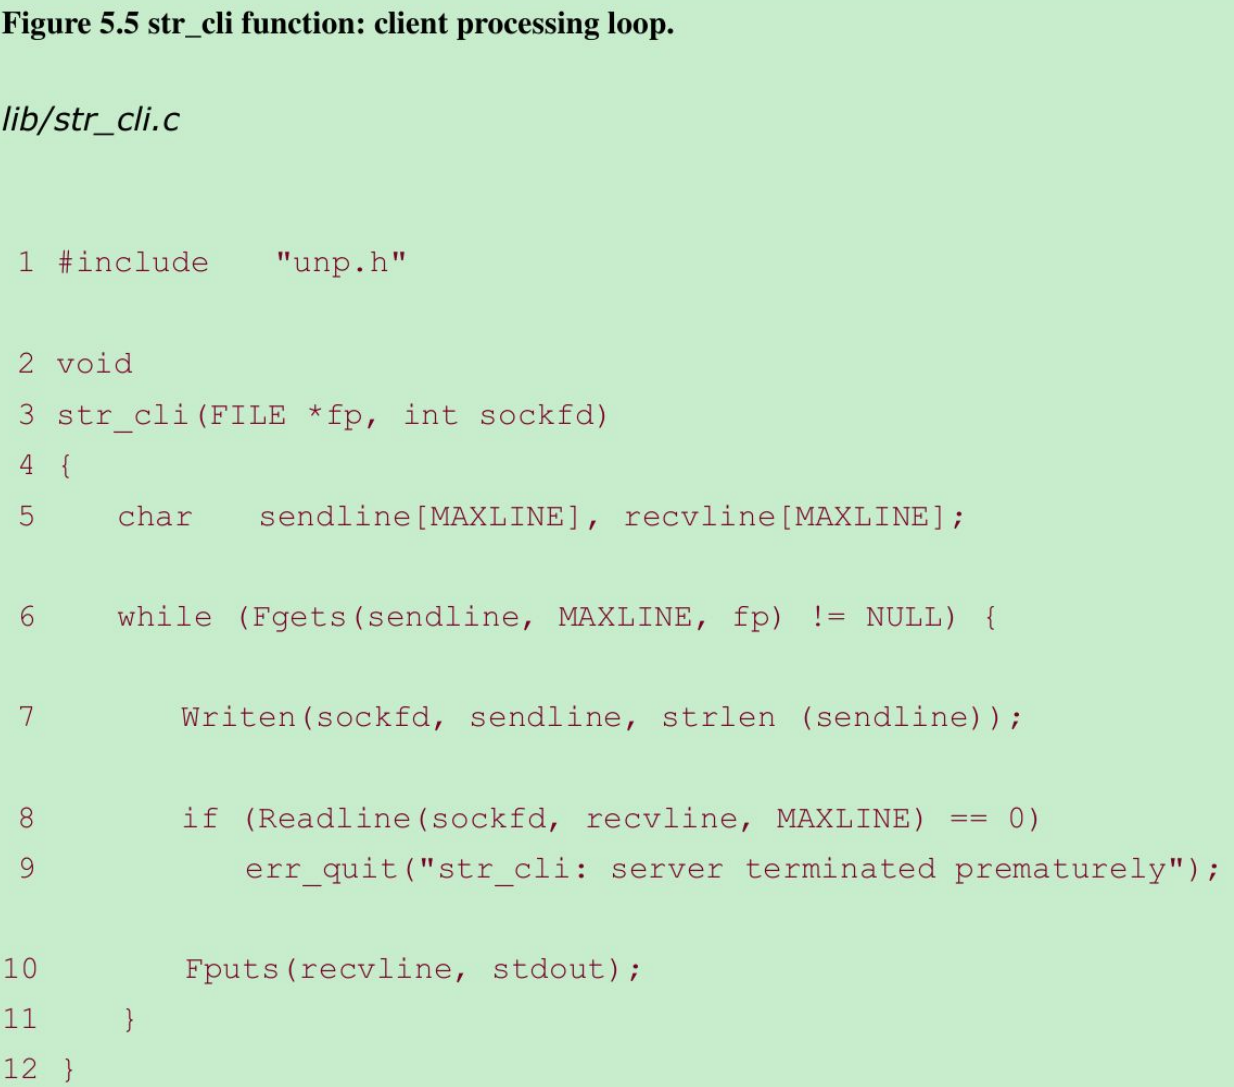 Figure 5.5 str_cli function: client processing loop.
lib/str_cli.c
1 #include   "unp.h"
2 void
3 str_cli(FILE *fp, int sockfd)
4 {
5    char   sendline[MAXLINE], recvline[MAXLINE];
6    while (Fgets(sendline, MAXLINE, fp) != NULL) {
7       Writen(sockfd, sendline, strlen (sendline));
8       if (Readline(sockfd, recvline, MAXLINE) == 0)
9          err_quit("str_cli: server terminated prematurely");
10       Fputs(recvline, stdout);
11    }
12 }